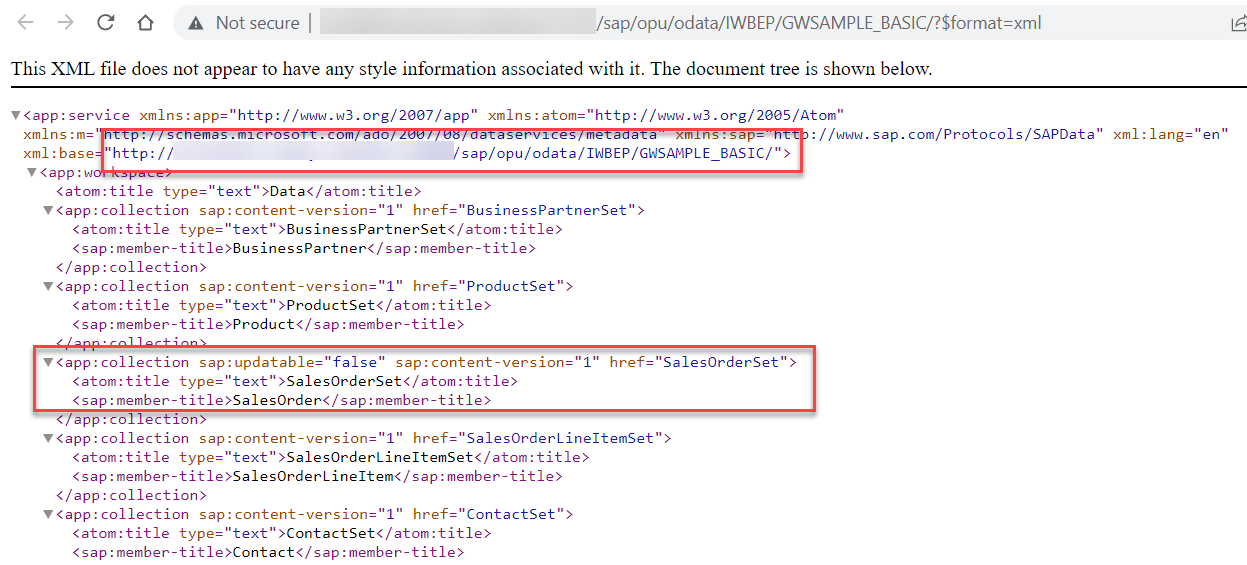 Not secure | /sap/opu/odata/IWBEP/GWSAMPLE_BASIC/?$format=xml
This XML file does not appear to have any style information associated with it. The document tree is shown below.
▼<app:service xmlns:app="http://www.w3.org/2007/app" xmlns:atom="http://www.w3.org/2005/Atom"
xmlns:m="http://schemas.microsoft.com/ado/2007/08/dataservices/metadata" xmlns:sap="http://www.sap.com/Protocols/SAPData" xml:lang="en"
xml:base="http:///sap/opu/odata/IWBEP/GWSAMPLE_BASIC/">
▼<app:workspace>
<atom:title type="text">Data</atom:title>
▼<app:collection sap:content-version="1" href="BusinessPartnerSet">
<atom:title type="text">BusinessPartnerSet</atom:title>
<sap:member-title>BusinessPartner</sap:member-title>
</app:collection>
▼<app:collection sap:content-version="1" href="ProductSet">
<atom:title type="text">ProductSet</atom:title>
<sap:member-title>Product</sap:member-title>
</app:collection>
▼<app:collection sap:updatable="false" sap:content-version="1" href="SalesOrderSet">
<atom:title type="text">SalesOrderSet</atom:title>
<sap:member-title>SalesOrder</sap:member-title>
</app:collection>
▼<app:collection sap:content-version="1" href="SalesOrderLineItemSet">
<atom:title type="text">SalesOrderLineItemSet</atom:title>
<sap:member-title>SalesOrderLineItem</sap:member-title>
</app:collection>
▼<app:collection sap:content-version="1" href="ContactSet">
<atom:title type="text">ContactSet</atom:title>
<sap:member-title>Contact</sap:member-title>